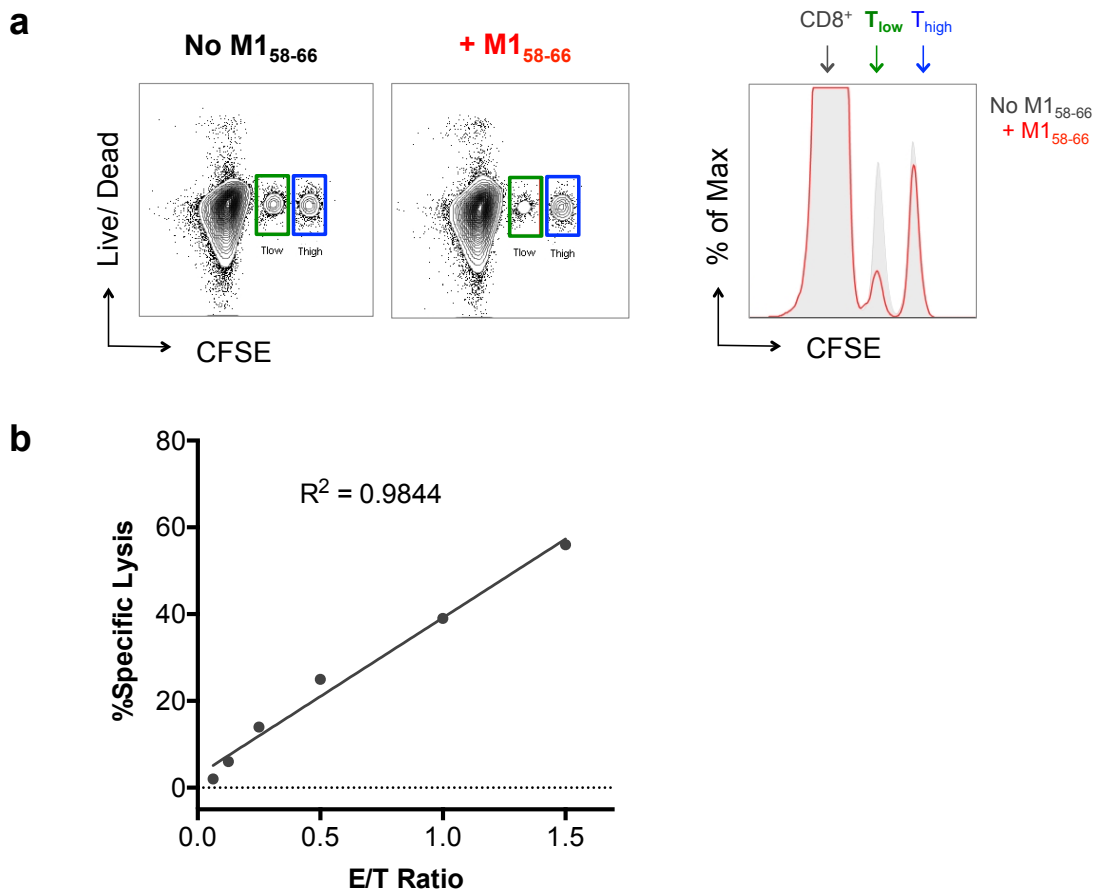 a
No M1₅₈₋₆₆
+ M1₅₈₋₆₆
CD8⁺ T_low T_high
No M1₅₈₋₆₆
+ M1₅₈₋₆₆
Live/ Dead
Tlow Thigh
Tlow Thigh
% of Max
CFSE
CFSE
b
%Specific Lysis
80
60
40
20
0
R² = 0.9844
0.0 0.5 1.0 1.5
E/T Ratio